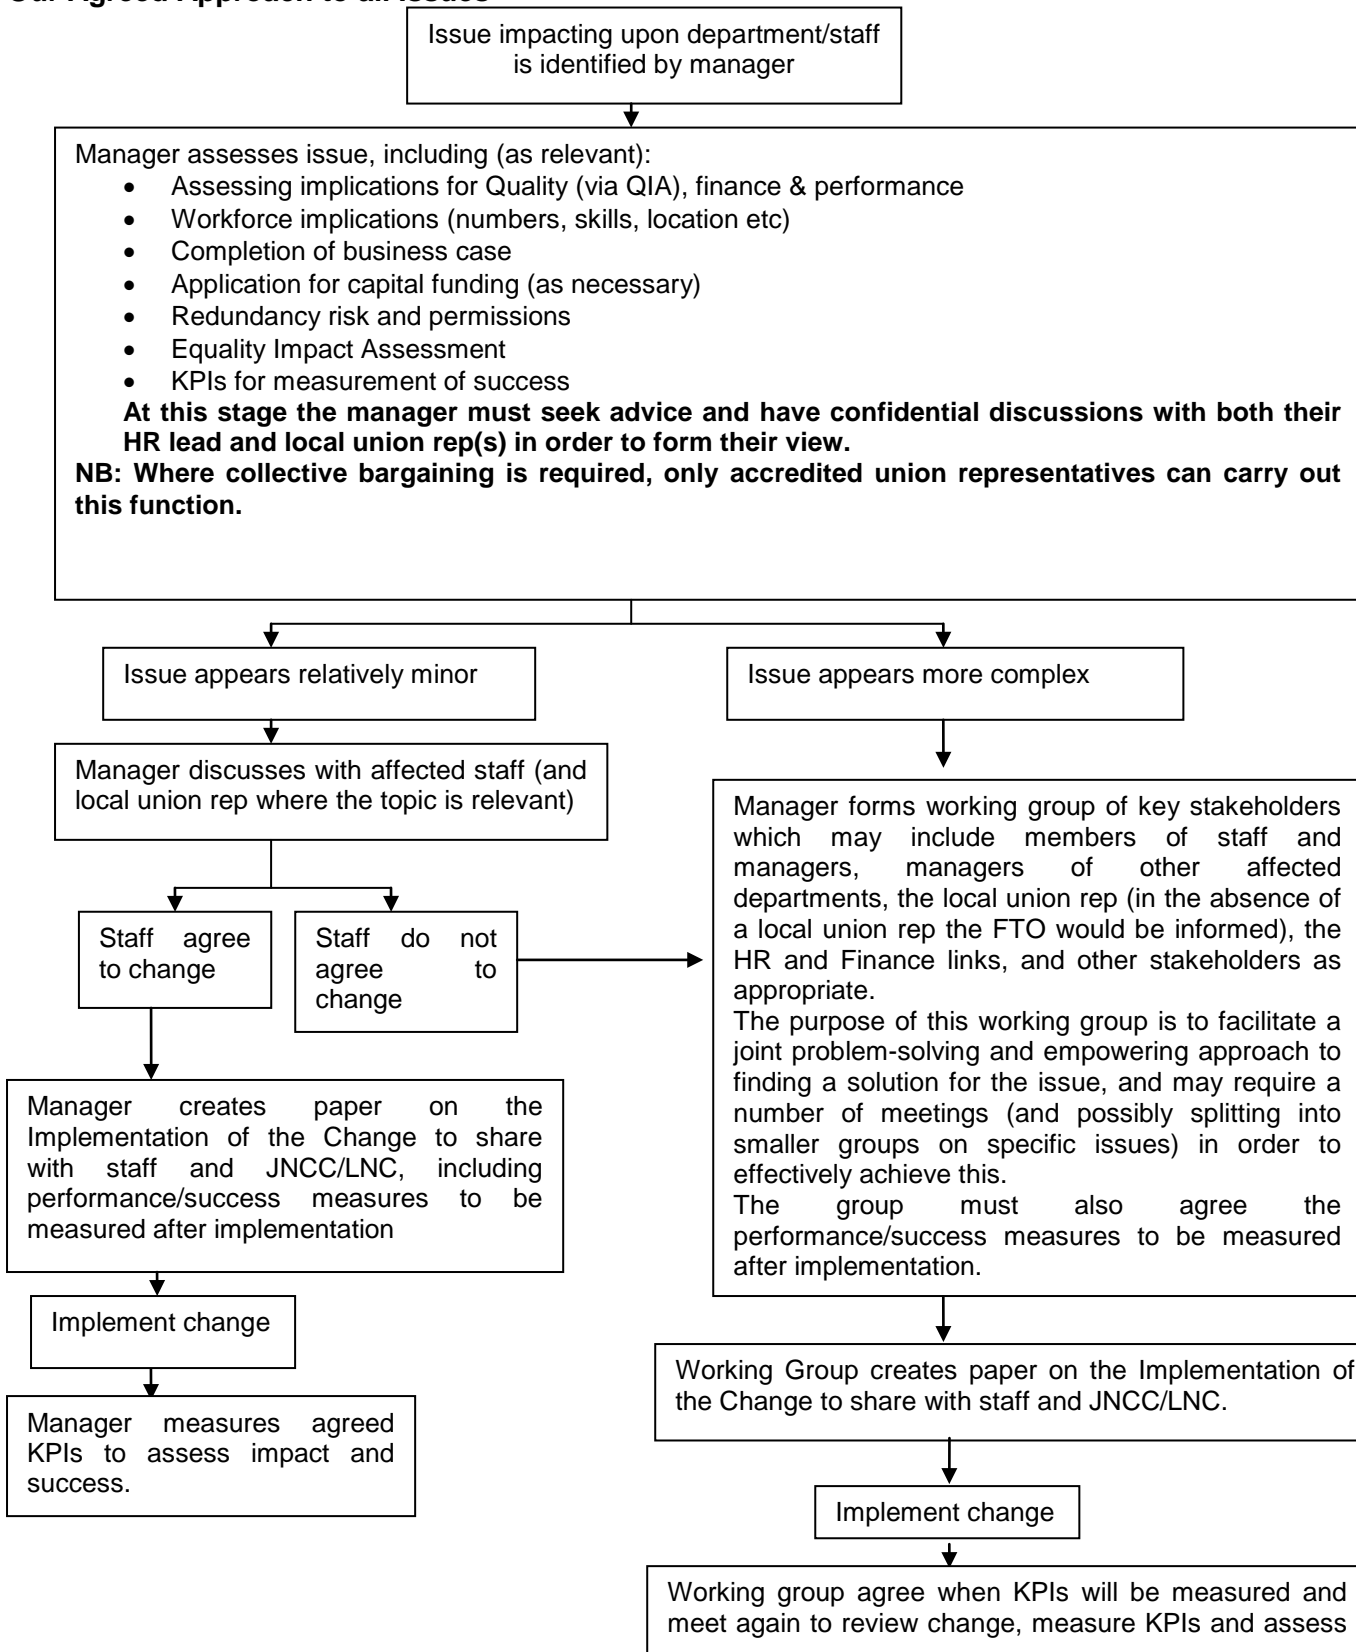 Our Agreed Approach to all Issues
Issue impacting upon department/staff
is identified by manager
Manager assesses issue, including (as relevant):
• Assessing implications for Quality (via QIA), finance & performance
• Workforce implications (numbers, skills, location etc)
• Completion of business case
• Application for capital funding (as necessary)
• Redundancy risk and permissions
• Equality Impact Assessment
• KPIs for measurement of success
At this stage the manager must seek advice and have confidential discussions with both their
HR lead and local union rep(s) in order to form their view.
NB: Where collective bargaining is required, only accredited union representatives can carry out
this function.
Issue appears relatively minor
Issue appears more complex
Manager discusses with affected staff (and
local union rep where the topic is relevant)
Staff agree
to change
Staff do not
agree to
change
Manager creates paper on the
Implementation of the Change to share
with staff and JNCC/LNC, including
performance/success measures to be
measured after implementation
Implement change
Manager measures agreed
KPIs to assess impact and
success.
Manager forms working group of key stakeholders
which may include members of staff and
managers, managers of other affected
departments, the local union rep (in the absence of
a local union rep the FTO would be informed), the
HR and Finance links, and other stakeholders as
appropriate.
The purpose of this working group is to facilitate a
joint problem-solving and empowering approach to
finding a solution for the issue, and may require a
number of meetings (and possibly splitting into
smaller groups on specific issues) in order to
effectively achieve this.
The group must also agree the
performance/success measures to be measured
after implementation.
Working Group creates paper on the Implementation of
the Change to share with staff and JNCC/LNC.
Implement change
Working group agree when KPIs will be measured and
meet again to review change, measure KPIs and assess